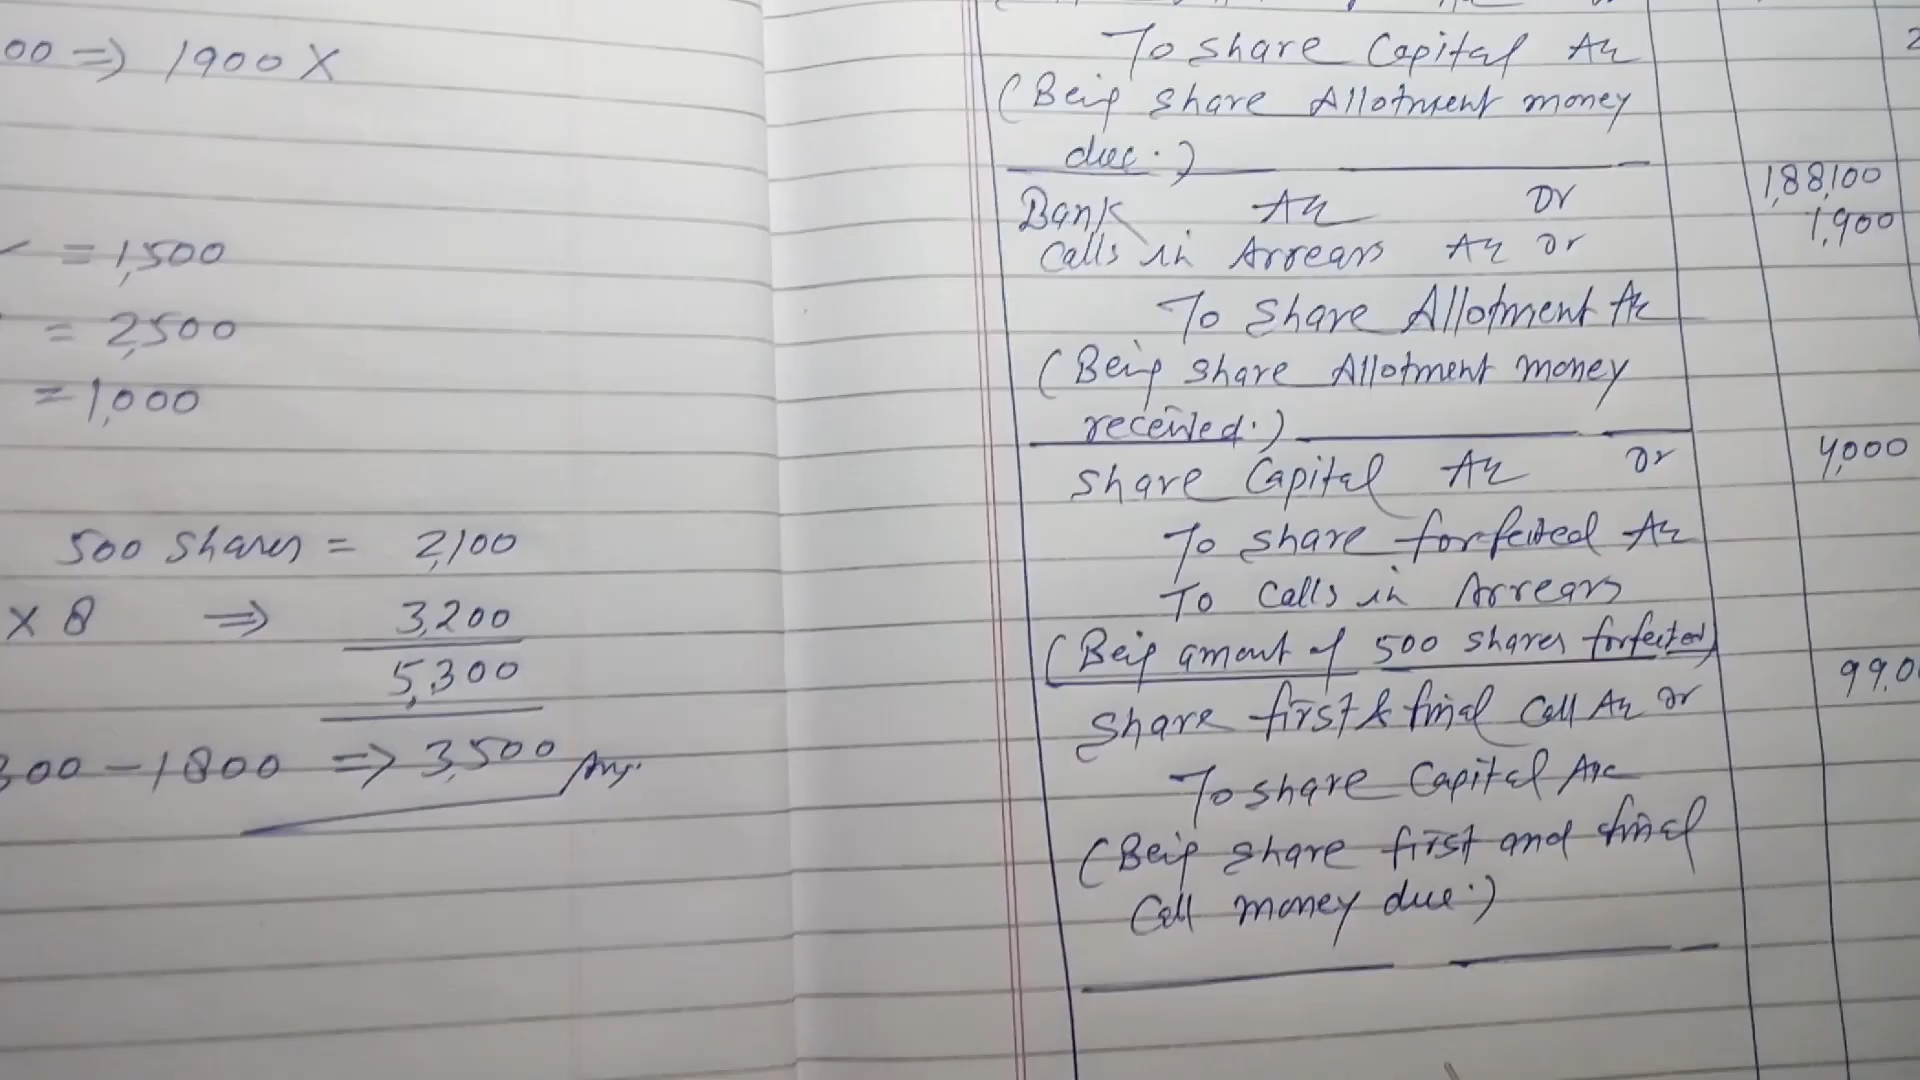 00 ⇒ 1900 X
= 1,500
= 2,500
= 1,000
500 Shares = 2,100
X 8 ⇒ 3,200
5,300
300 - 1800 ⇒ 3,500 Ans.
To Share Capital A/c
(Being Share Allotment money
due.)
Bank A/c Dr 1,88,100
Calls in Arrears A/c Dr 1,900
To Share Allotment A/c
(Being Share Allotment money
received.)
Share Capital A/c Dr 4,000
To Share forfeited A/c
To Calls in Arrears
(Being amount of 500 Shares forfeited)
Share first & final Call A/c Dr 99,0
To Share Capital A/c
(Being Share first and final
Call money due.)